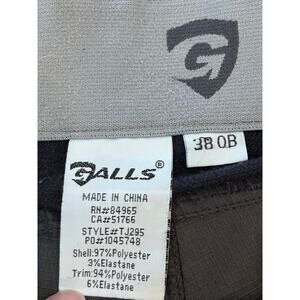 G
38 OB
GALLS®
MADE IN
CHINA
RN#84965
CA#51766
STYLE#TJ295
PO#1045748
Shell:97%Polyester
3%Elastane
Trim:94%Polyester
6%Elastane